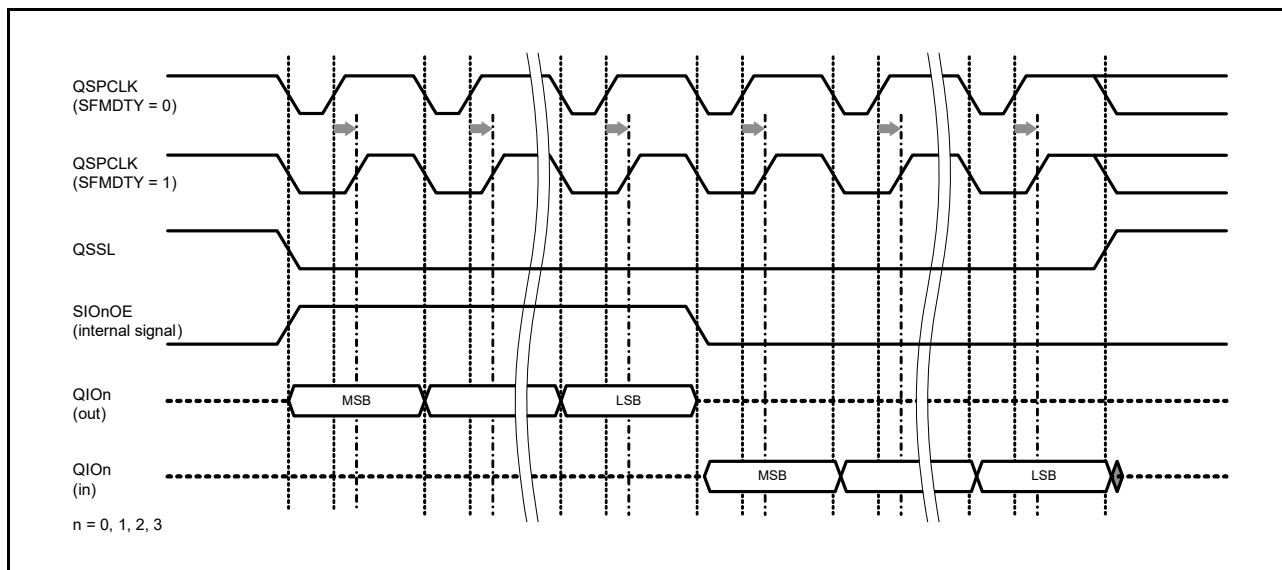 QSPCLK
(SFMDTY = 0)
QSPCLK
(SFMDTY = 1)
QSSL
SIOnOE
(internal signal)
QIOn
(out)
MSB
LSB
QIOn
(in)
MSB
LSB
n = 0, 1, 2, 3